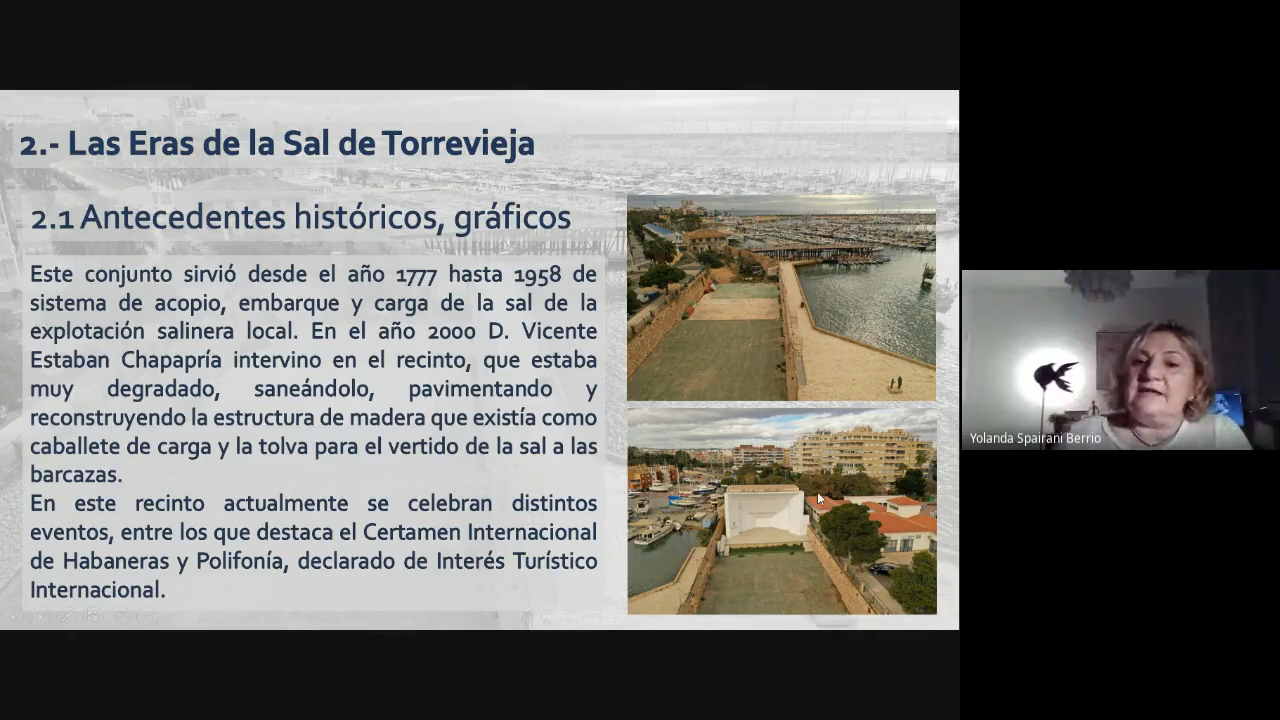 2.- Las Eras de la Sal de Torrevieja
2.1 Antecedentes históricos, gráficos
Este conjunto sirvió desde el año 1777 hasta 1958 de
sistema de acopio, embarque y carga de la sal de la
explotación salinera local. En el año 2000 D. Vicente
Estaban Chapapría intervino en el recinto, que estaba
muy degradado, saneándolo, pavimentando y
reconstruyendo la estructura de madera que existía como
caballete de carga y la tolva para el vertido de la sal a las
barcazas.
En este recinto actualmente se celebran distintos
eventos, entre los que destaca el Certamen Internacional
de Habaneras y Polifonía, declarado de Interés Turístico
Internacional.
Yolanda Spairani Berrio